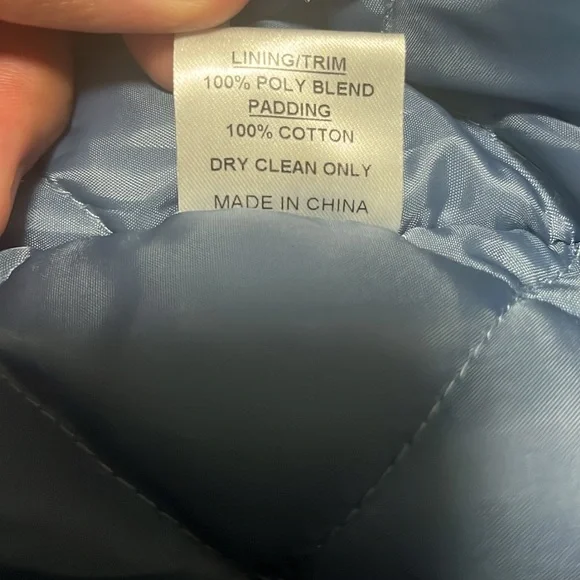 LINING/TRIM
100% POLY BLEND
PADDING
100% COTTON
DRY CLEAN ONLY
MADE IN CHINA